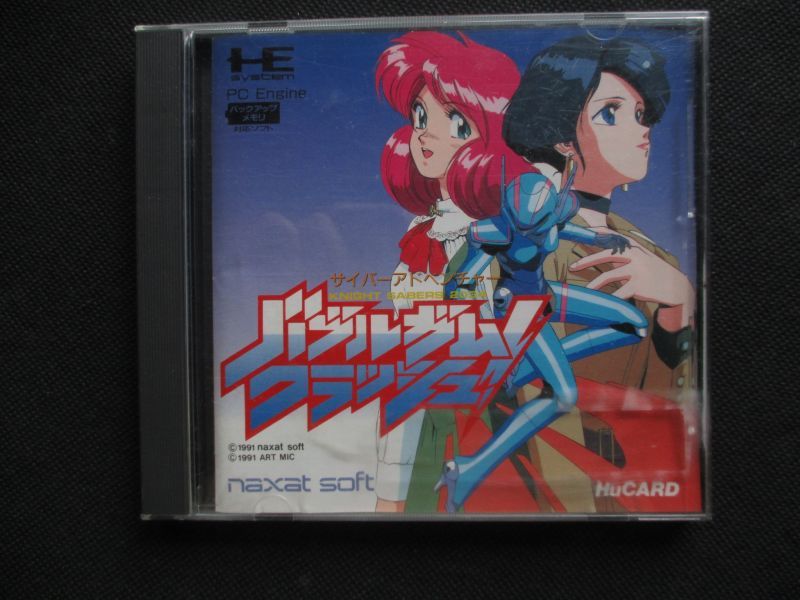 HE
system
PC Engine
バックアップ
メモリ
対応ソフト
サイバーアドベンチャー
KNIGHT SABERS 2034
バブルガム!
クラッシュ!
©1991 naxat soft
©1991 ART MIC
naxat soft
HuCARD